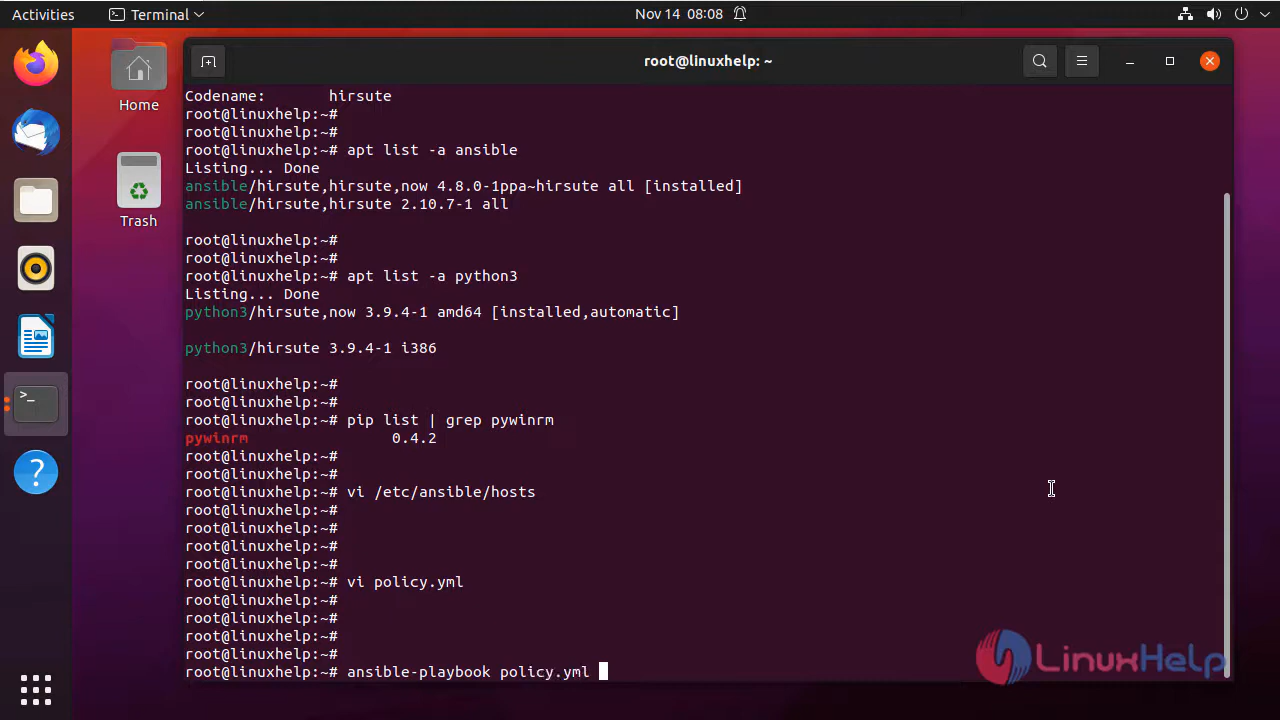 Activities
Terminal
Nov 14 08:08
root@linuxhelp: ~
Home
Trash
Codename: hirsute
root@linuxhelp:~#
root@linuxhelp:~#
root@linuxhelp:~# apt list -a ansible
Listing... Done
ansible/hirsute,hirsute,now 4.8.0-1ppa~hirsute all [installed]
ansible/hirsute,hirsute 2.10.7-1 all
root@linuxhelp:~#
root@linuxhelp:~#
root@linuxhelp:~# apt list -a python3
Listing... Done
python3/hirsute,now 3.9.4-1 amd64 [installed,automatic]
python3/hirsute 3.9.4-1 i386
root@linuxhelp:~#
root@linuxhelp:~#
root@linuxhelp:~# pip list | grep pywinrm
pywinrm 0.4.2
root@linuxhelp:~#
root@linuxhelp:~#
root@linuxhelp:~# vi /etc/ansible/hosts
root@linuxhelp:~#
root@linuxhelp:~#
root@linuxhelp:~#
root@linuxhelp:~#
root@linuxhelp:~# vi policy.yml
root@linuxhelp:~#
root@linuxhelp:~#
root@linuxhelp:~#
root@linuxhelp:~#
root@linuxhelp:~# ansible-playbook policy.yml
LinuxHelp